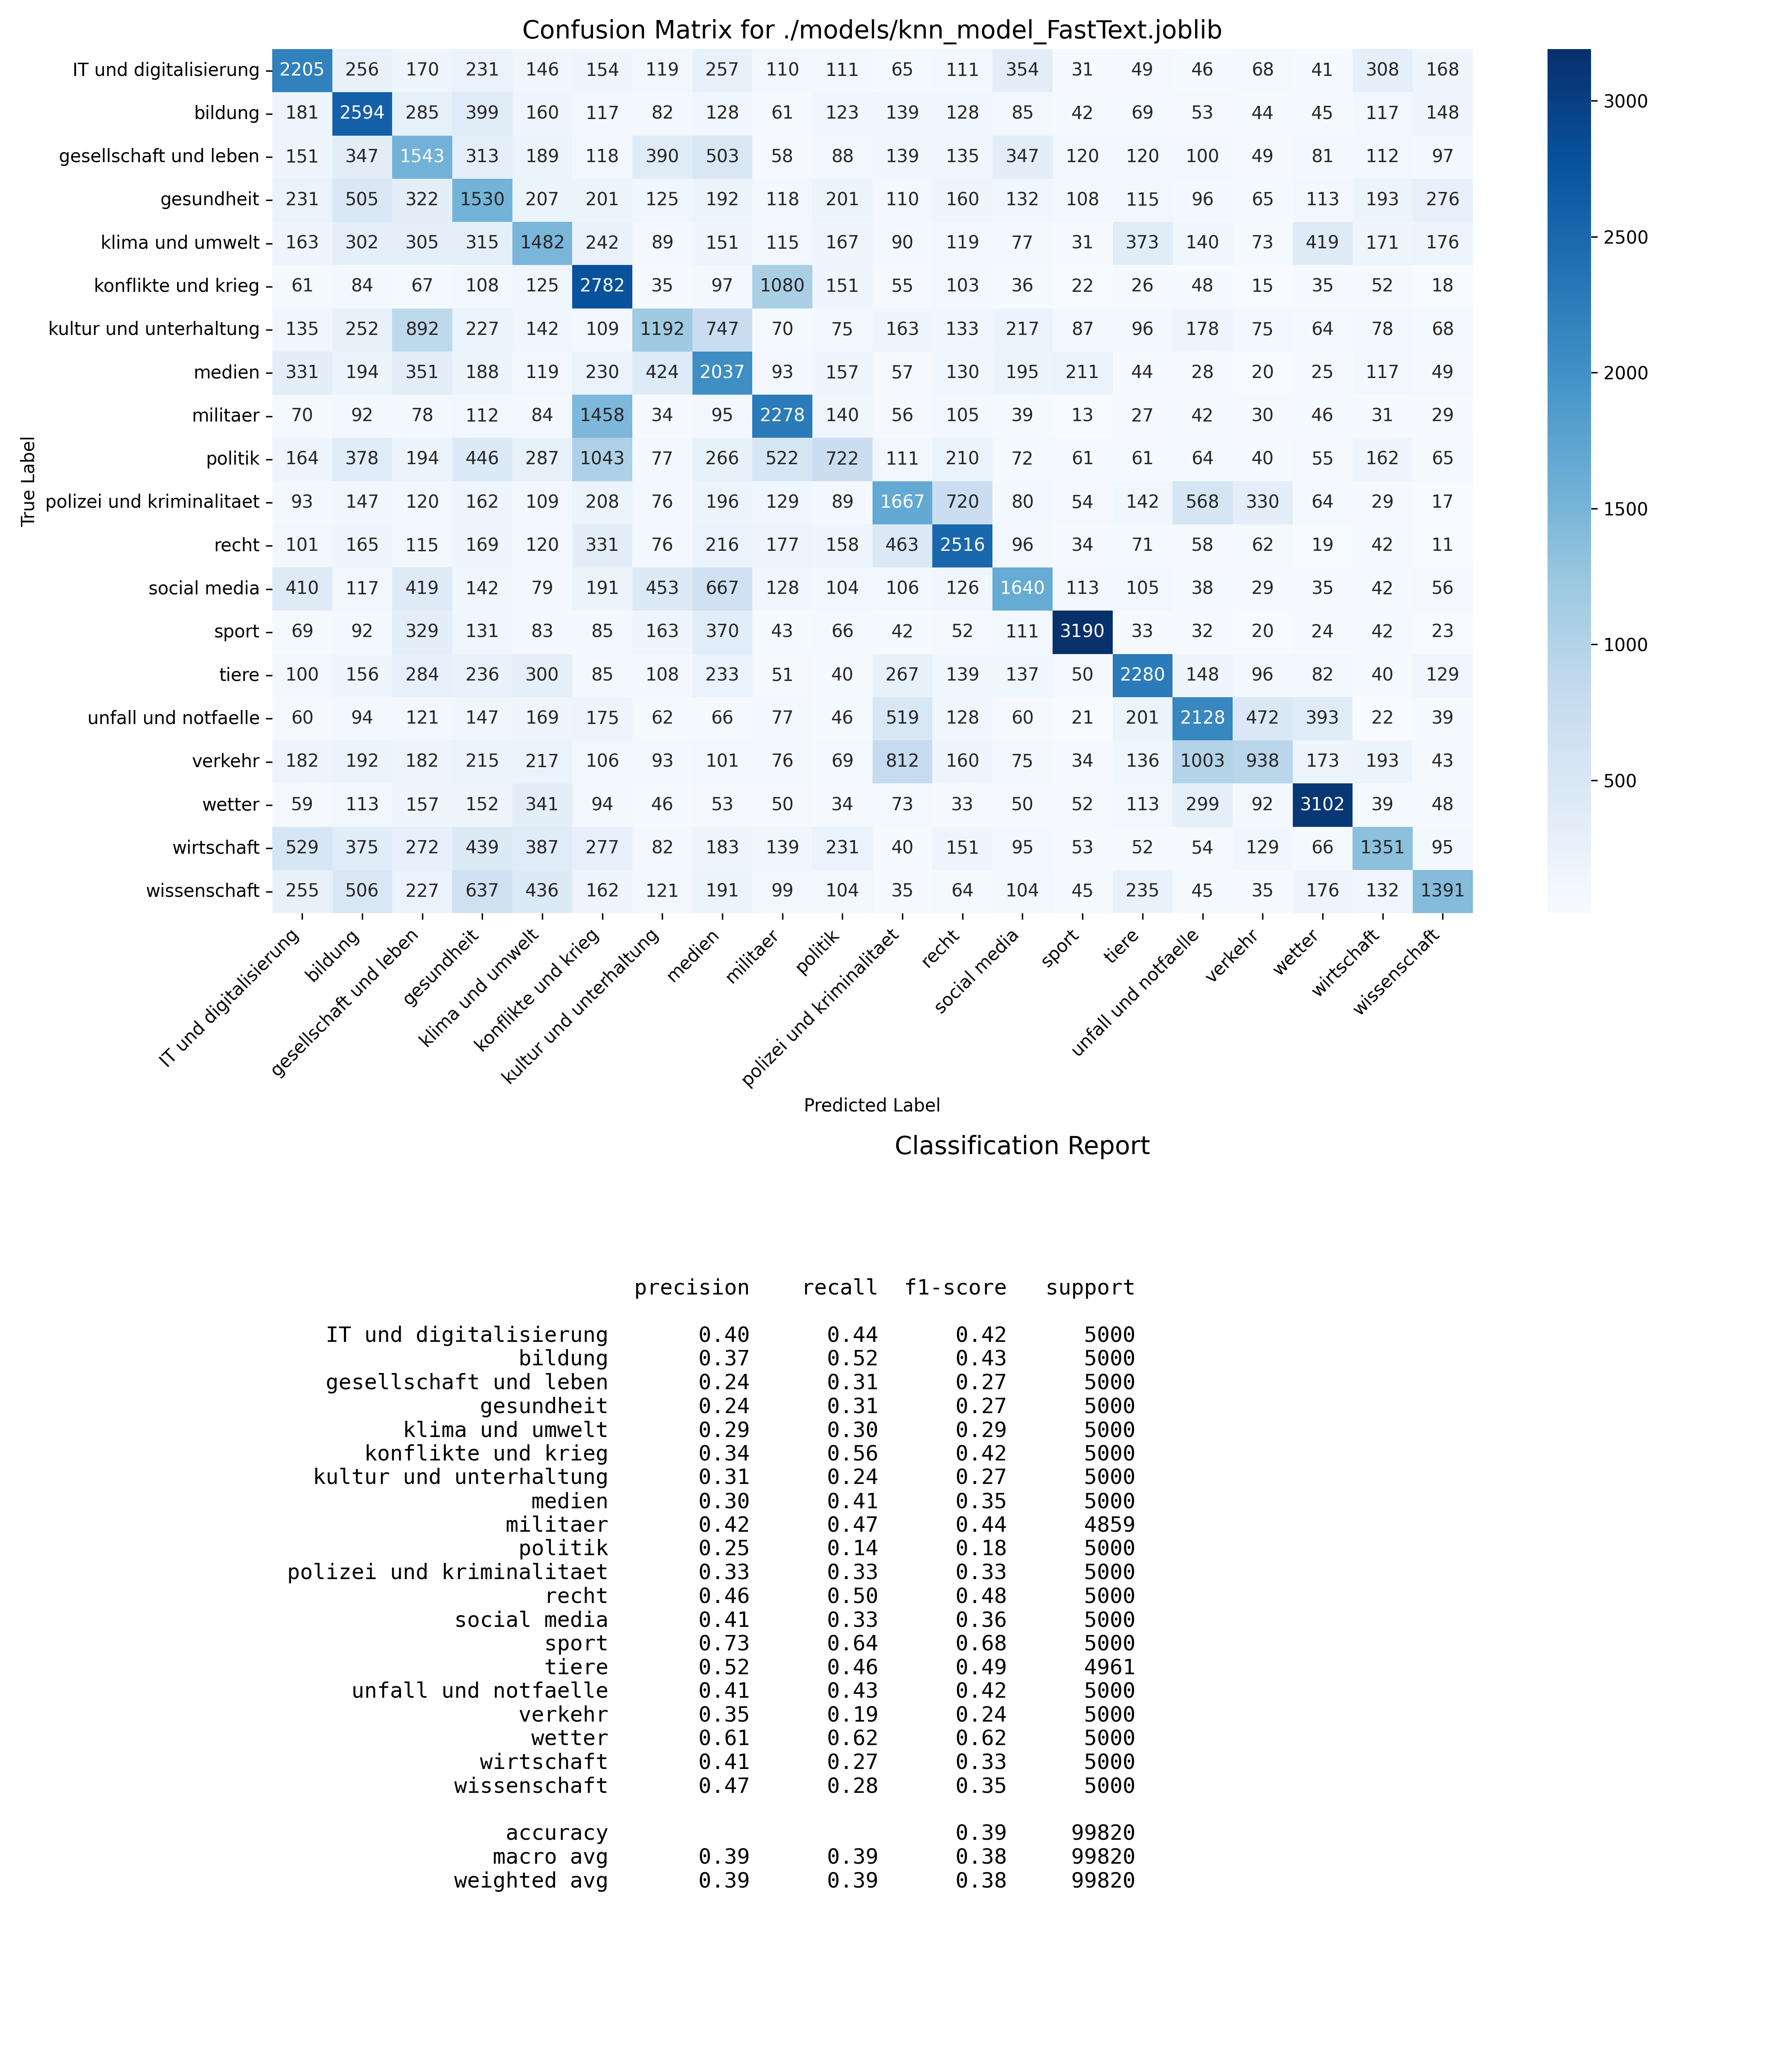 Confusion Matrix for ./models/knn_model_FastText.joblib
True Label
IT und digitalisierung 2205 256 170 231 146 154 119 257 110 111 65 111 354 31 49 46 68 41 308 168
bildung 181 2594 285 399 160 117 82 128 61 123 139 128 85 42 69 53 44 45 117 148
gesellschaft und leben 151 347 1543 313 189 118 390 503 58 88 139 135 347 120 120 100 49 81 112 97
gesundheit 231 505 322 1530 207 201 125 192 118 201 110 160 132 108 115 96 65 113 193 276
klima und umwelt 163 302 305 315 1482 242 89 151 115 167 90 119 77 31 373 140 73 419 171 176
konflikte und krieg 61 84 67 108 125 2782 35 97 1080 151 55 103 36 22 26 48 15 35 52 18
kultur und unterhaltung 135 252 892 227 142 109 1192 747 70 75 163 133 217 87 96 178 75 64 78 68
medien 331 194 351 188 119 230 424 2037 93 157 57 130 195 211 44 28 20 25 117 49
militaer 70 92 78 112 84 1458 34 95 2278 140 56 105 39 13 27 42 30 46 31 29
politik 164 378 194 446 287 1043 77 266 522 722 111 210 72 61 61 64 40 55 162 65
polizei und kriminalitaet 93 147 120 162 109 208 76 196 129 89 1667 720 80 54 142 568 330 64 29 17
recht 101 165 115 169 120 331 76 216 177 158 463 2516 96 34 71 58 62 19 42 11
social media 410 117 419 142 79 191 453 667 128 104 106 126 1640 113 105 38 29 35 42 56
sport 69 92 329 131 83 85 163 370 43 66 42 52 111 3190 33 32 20 24 42 23
tiere 100 156 284 236 300 85 108 233 51 40 267 139 137 50 2280 148 96 82 40 129
unfall und notfaelle 60 94 121 147 169 175 62 66 77 46 519 128 60 21 201 2128 472 393 22 39
verkehr 182 192 182 215 217 106 93 101 76 69 812 160 75 34 136 1003 938 173 193 43
wetter 59 113 157 152 341 94 46 53 50 34 73 33 50 52 113 299 92 3102 39 48
wirtschaft 529 375 272 439 387 277 82 183 139 231 40 151 95 53 52 54 129 66 1351 95
wissenschaft 255 506 227 637 436 162 121 191 99 104 35 64 104 45 235 45 35 176 132 1391
IT und digitalisierung
bildung
gesellschaft und leben
gesundheit
klima und umwelt
konflikte und krieg
kultur und unterhaltung
medien
militaer
politik
polizei und kriminalitaet
recht
social media
sport
tiere
unfall und notfaelle
verkehr
wetter
wirtschaft
wissenschaft
Predicted Label
3000
2500
2000
1500
1000
500
Classification Report
precision recall f1-score support
IT und digitalisierung 0.40 0.44 0.42 5000
bildung 0.37 0.52 0.43 5000
gesellschaft und leben 0.24 0.31 0.27 5000
gesundheit 0.24 0.31 0.27 5000
klima und umwelt 0.29 0.30 0.29 5000
konflikte und krieg 0.34 0.56 0.42 5000
kultur und unterhaltung 0.31 0.24 0.27 5000
medien 0.30 0.41 0.35 5000
militaer 0.42 0.47 0.44 4859
politik 0.25 0.14 0.18 5000
polizei und kriminalitaet 0.33 0.33 0.33 5000
recht 0.46 0.50 0.48 5000
social media 0.41 0.33 0.36 5000
sport 0.73 0.64 0.68 5000
tiere 0.52 0.46 0.49 4961
unfall und notfaelle 0.41 0.43 0.42 5000
verkehr 0.35 0.19 0.24 5000
wetter 0.61 0.62 0.62 5000
wirtschaft 0.41 0.27 0.33 5000
wissenschaft 0.47 0.28 0.35 5000
accuracy 0.39 99820
macro avg 0.39 0.39 0.38 99820
weighted avg 0.39 0.39 0.38 99820